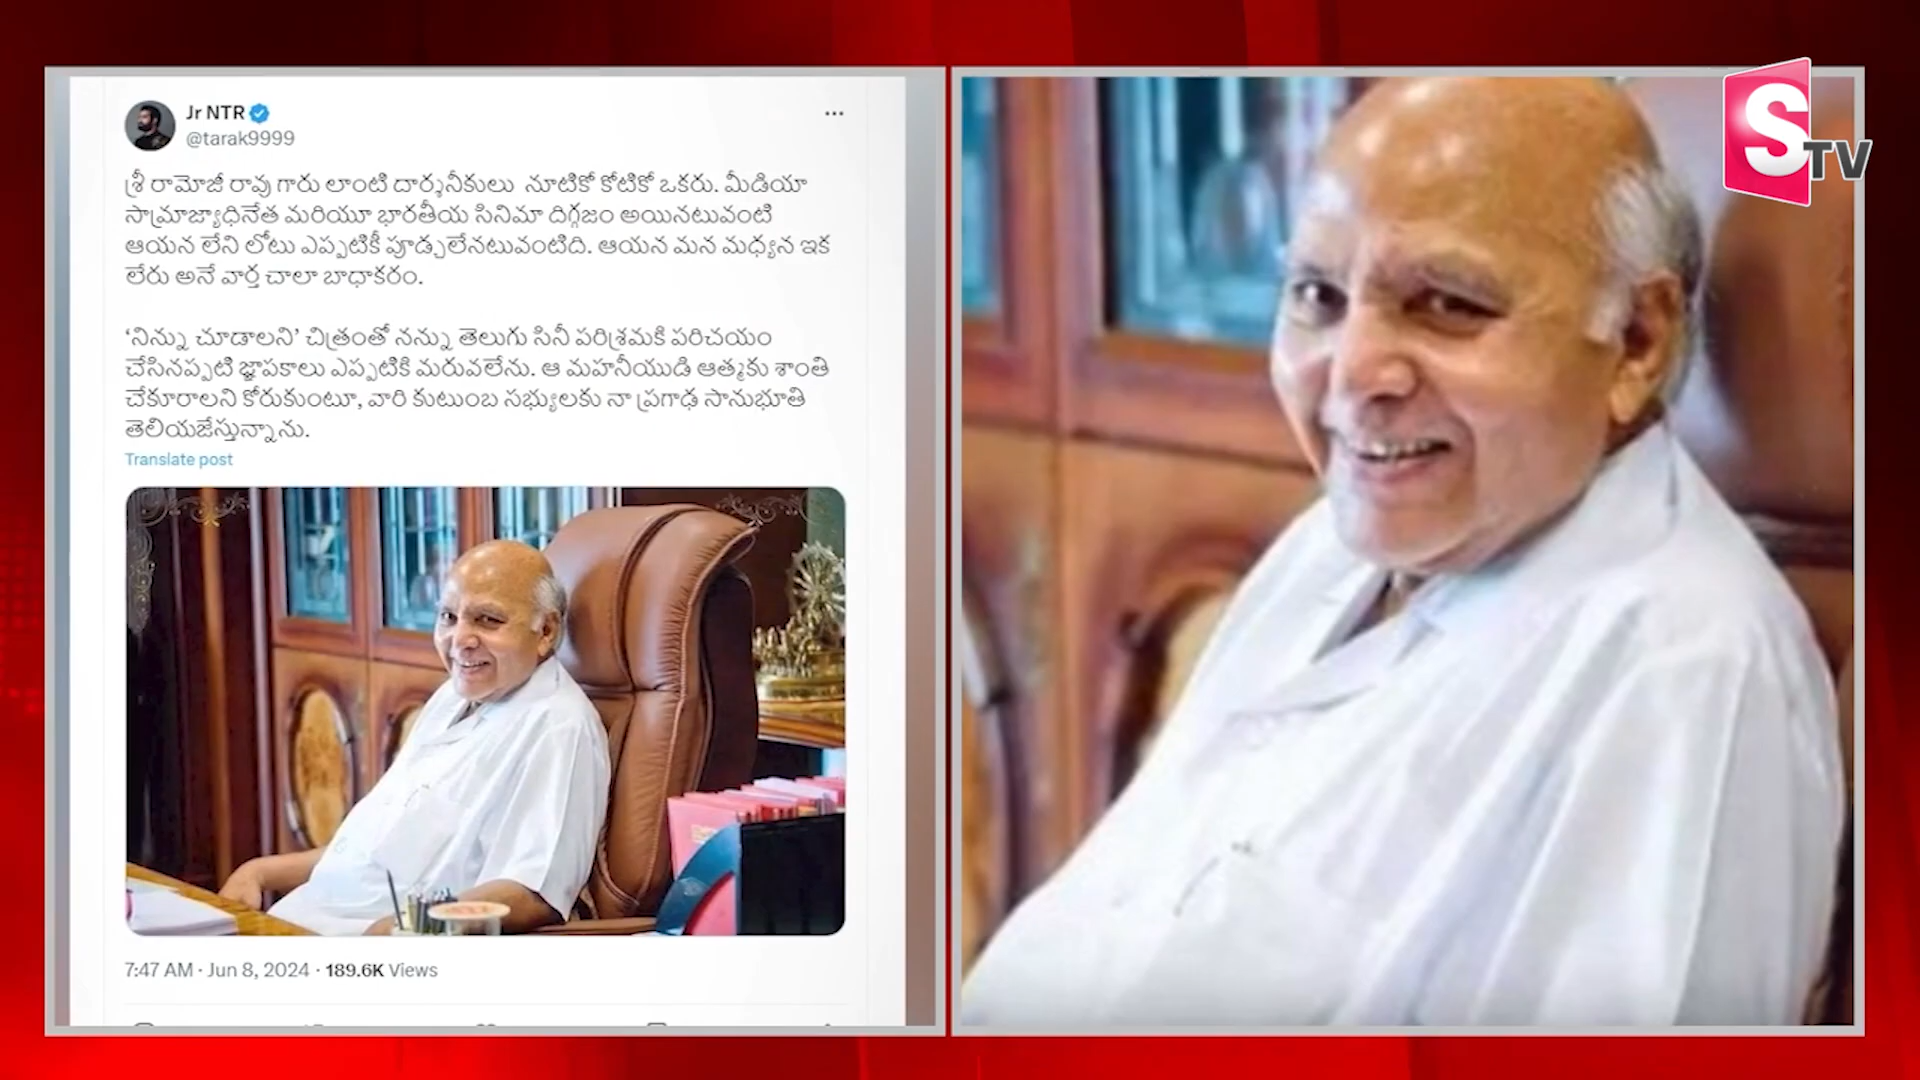 Jr NTR
@tarak9999
శ్రీ రామోజీ రావు గారు లాంటి దార్శనీకులు నూటికో కోటికో ఒకరు. మీడియా
సామ్రాజ్యాధినేత మరియూ భారతీయ సినిమా దిగ్గజం అయినటువంటి
ఆయన లేని లోటు ఎప్పటికీ పూడ్చలేనటువంటిది. ఆయన మన మధ్యన ఇక
లేరు అనే వార్త చాలా బాధాకరం.
‘నిన్ను చూడాలని’ చిత్రంతో నన్ను తెలుగు సినీ పరిశ్రమకి పరిచయం
చేసినప్పటి జ్ఞాపకాలు ఎప్పటికి మరువలేను. ఆ మహనీయుడి ఆత్మకు శాంతి
చేకూరాలని కోరుకుంటూ, వారి కుటుంబ సభ్యులకు నా ప్రగాఢ సానుభూతి
తెలియజేస్తున్నాను.
Translate post
7:47 AM · Jun 8, 2024 · 189.6K Views
S TV